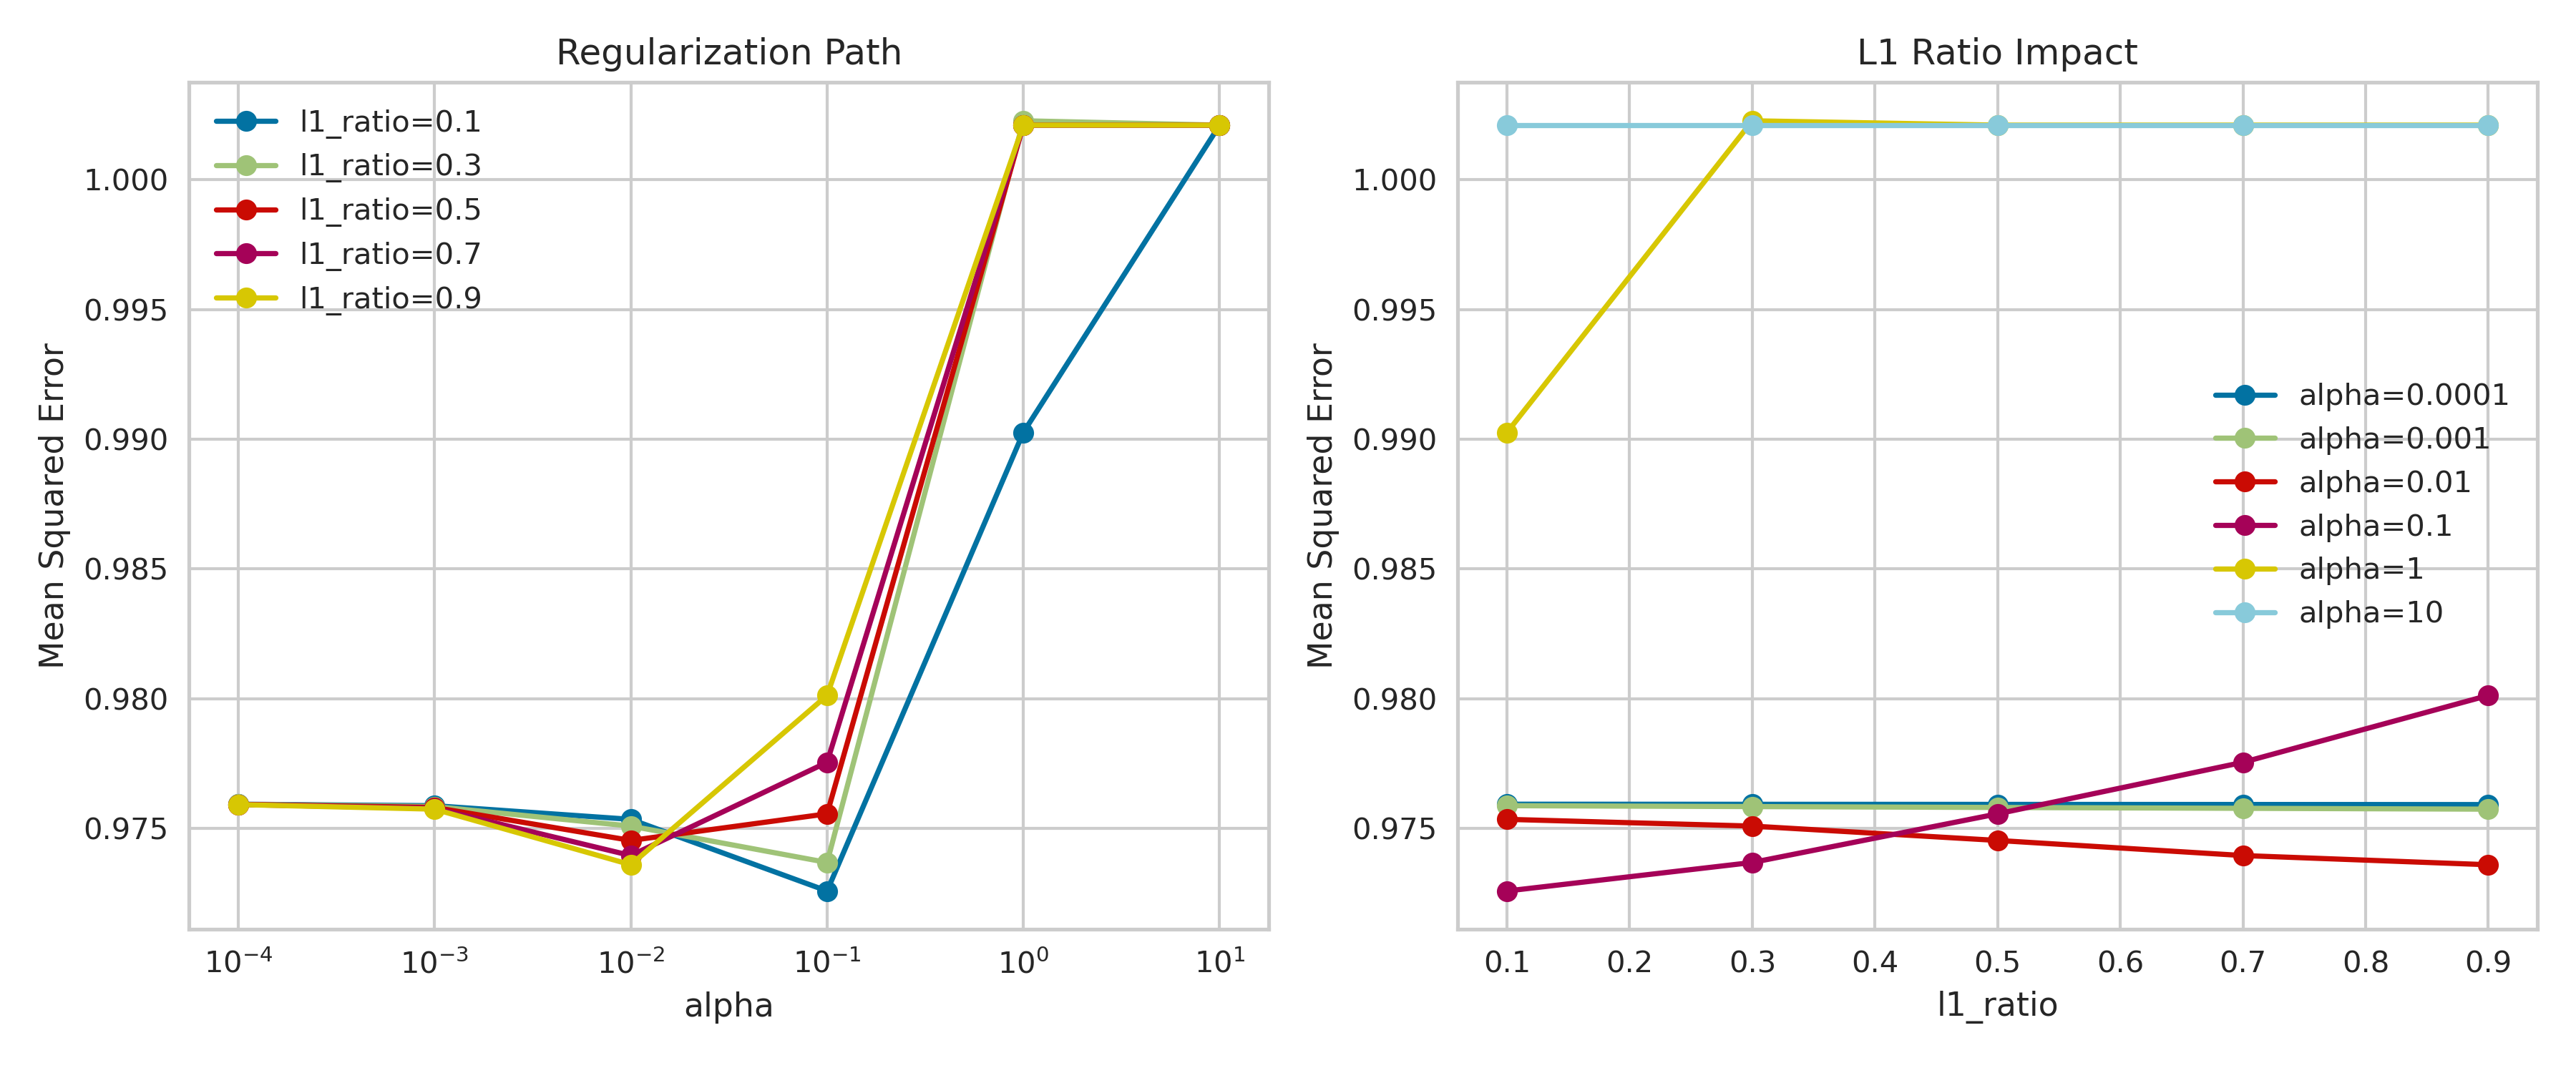 Regularization Path
Mean Squared Error
1.000
0.995
0.990
0.985
0.980
0.975
l1_ratio=0.1
l1_ratio=0.3
l1_ratio=0.5
l1_ratio=0.7
l1_ratio=0.9
10⁻⁴ 10⁻³ 10⁻² 10⁻¹ 10⁰ 10¹
alpha
L1 Ratio Impact
Mean Squared Error
1.000
0.995
0.990
0.985
0.980
0.975
alpha=0.0001
alpha=0.001
alpha=0.01
alpha=0.1
alpha=1
alpha=10
0.1 0.2 0.3 0.4 0.5 0.6 0.7 0.8 0.9
l1_ratio